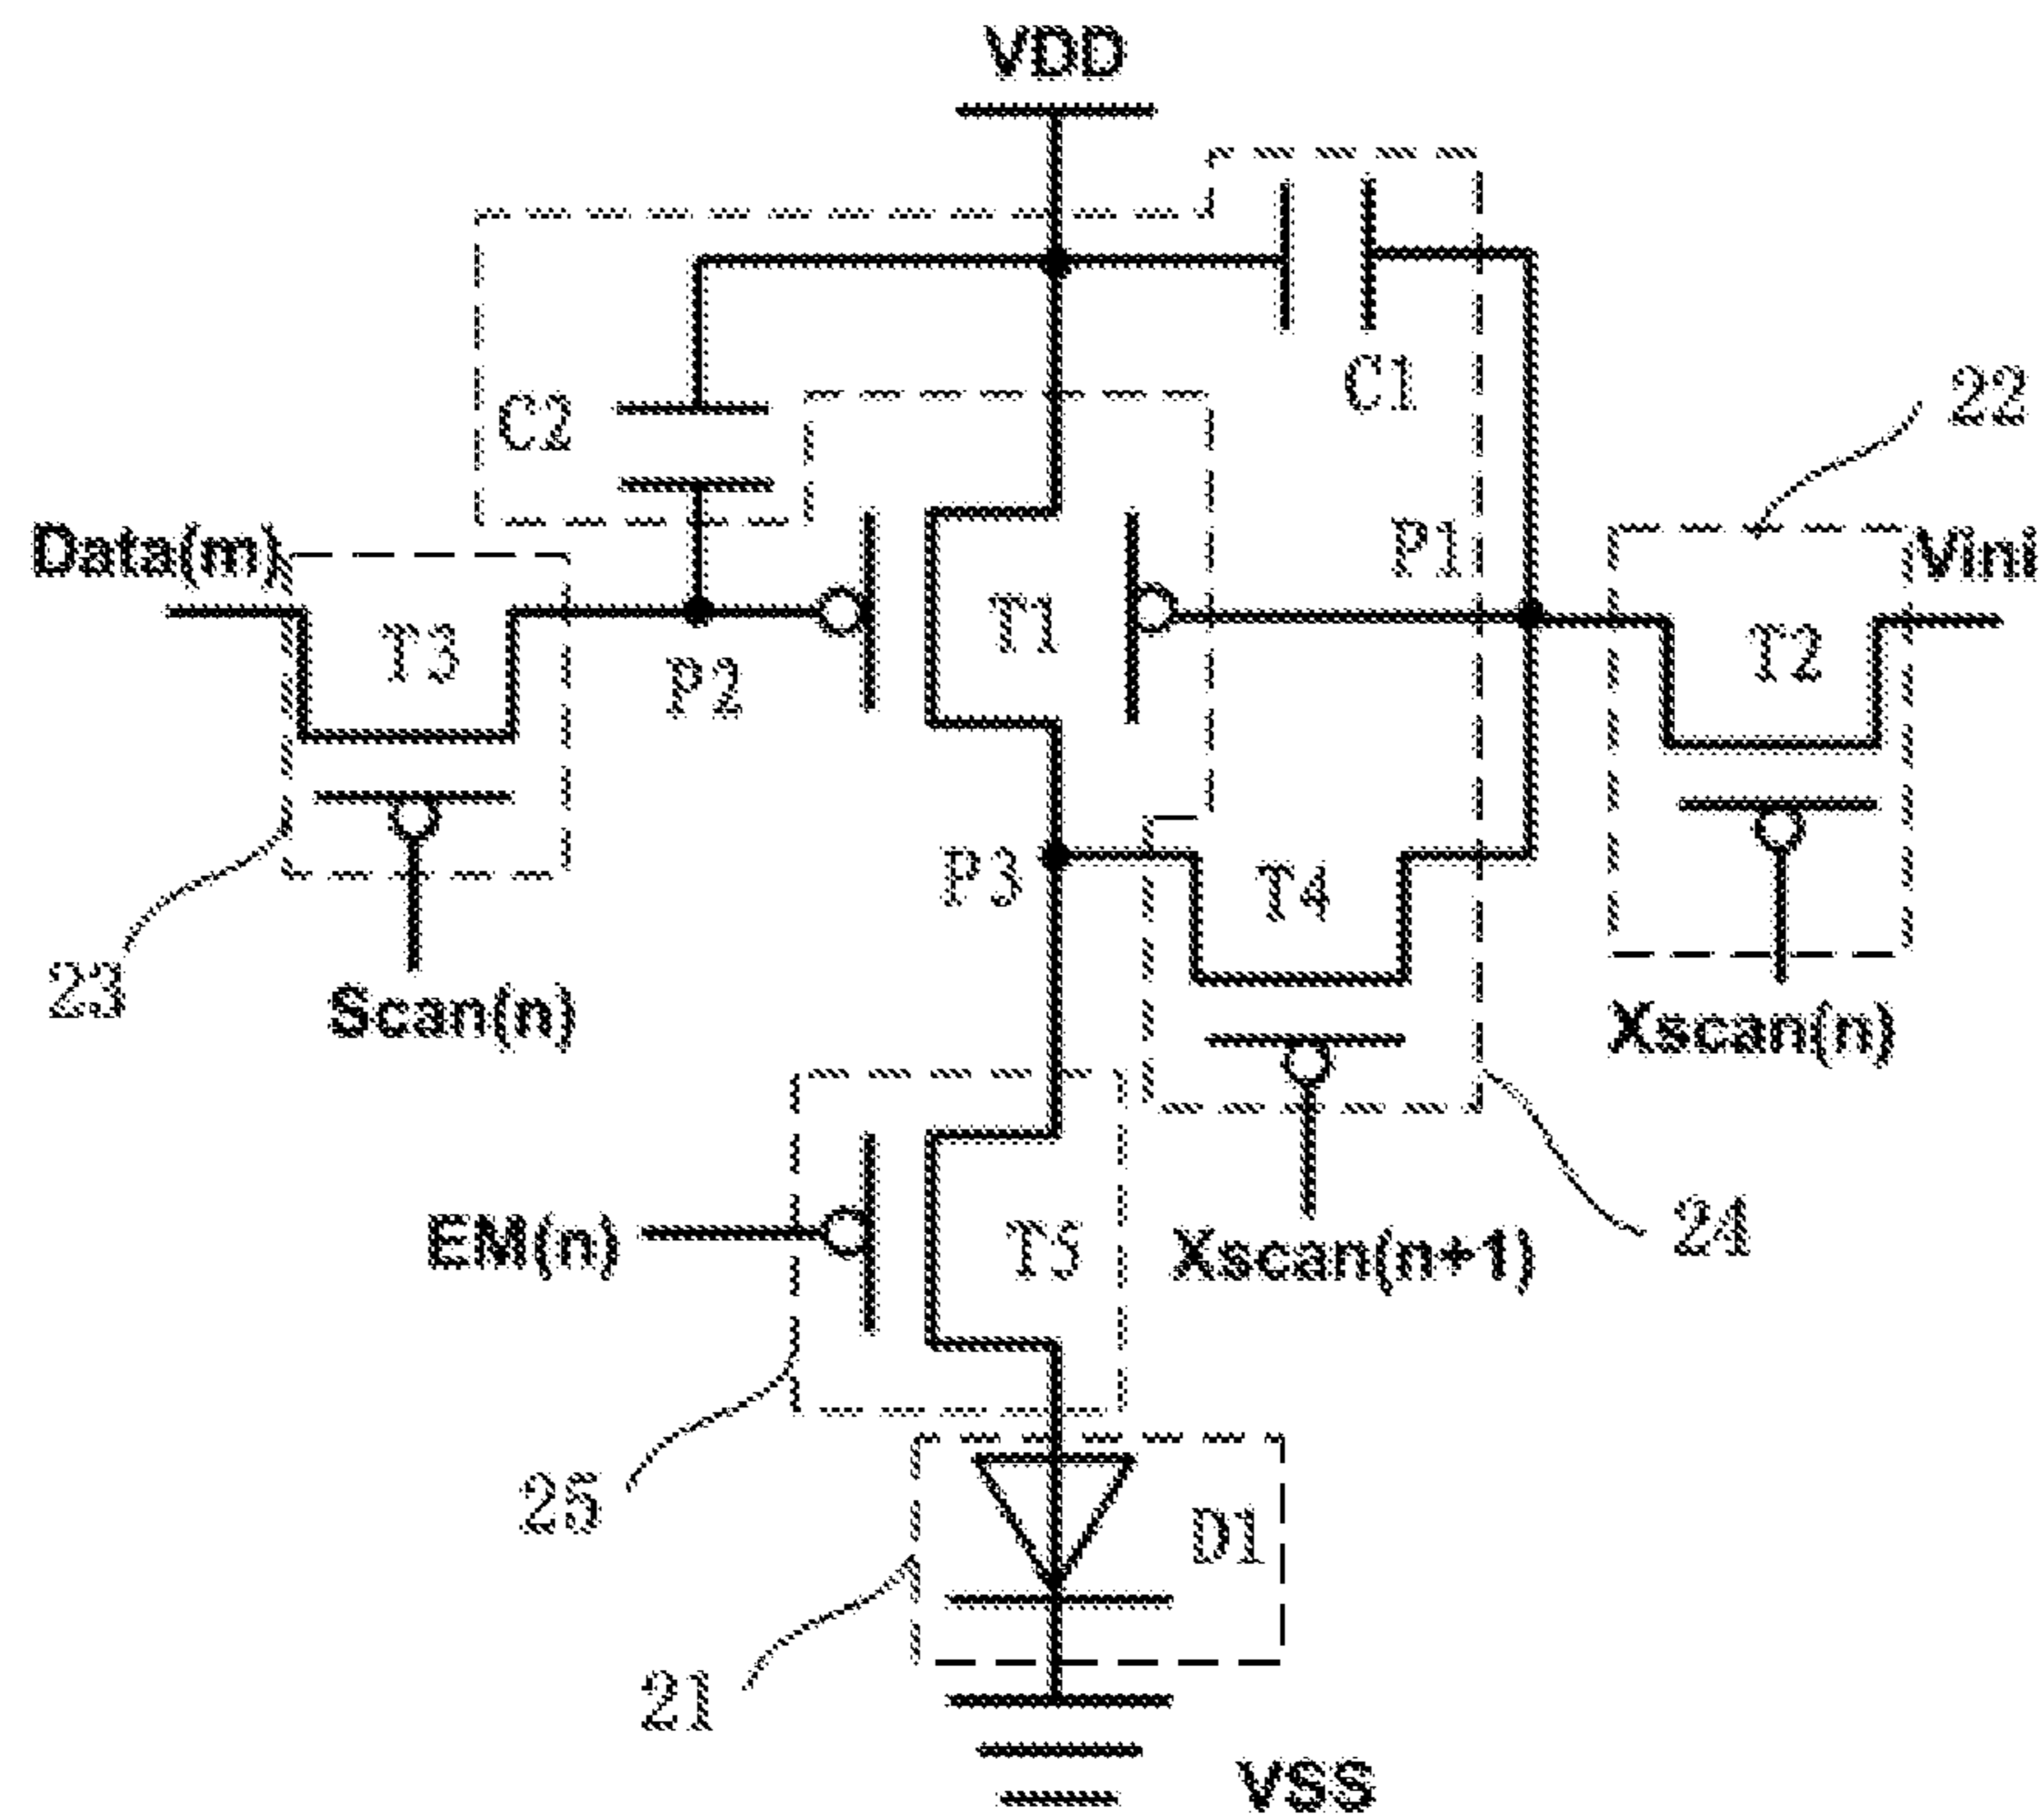 VDD
C1
C2
22
Data(m)
P1
Vini
T3
T1
T2
P2
P3
T4
23
Scan(n)
Xscan(n)
EM(n)
T5
Xscan(n+1)
24
25
D1
21
VSS